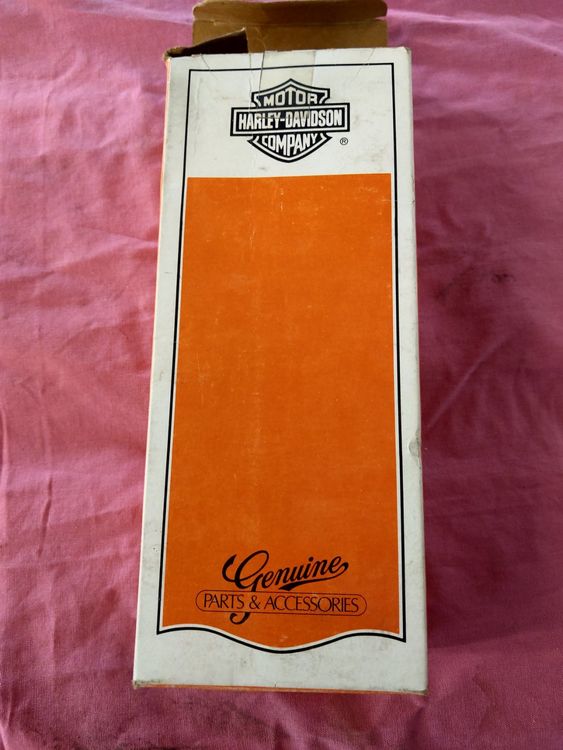 MOTOR
HARLEY-DAVIDSON
COMPANY
®
Genuine
PARTS & ACCESSORIES